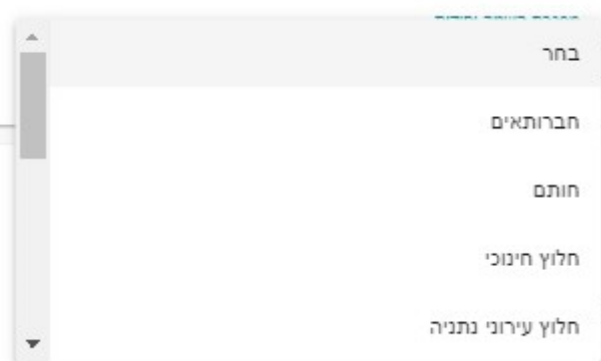 בחר
חברותאים
חותם
חלוץ חינוכי
חלוץ עירוני נתניה